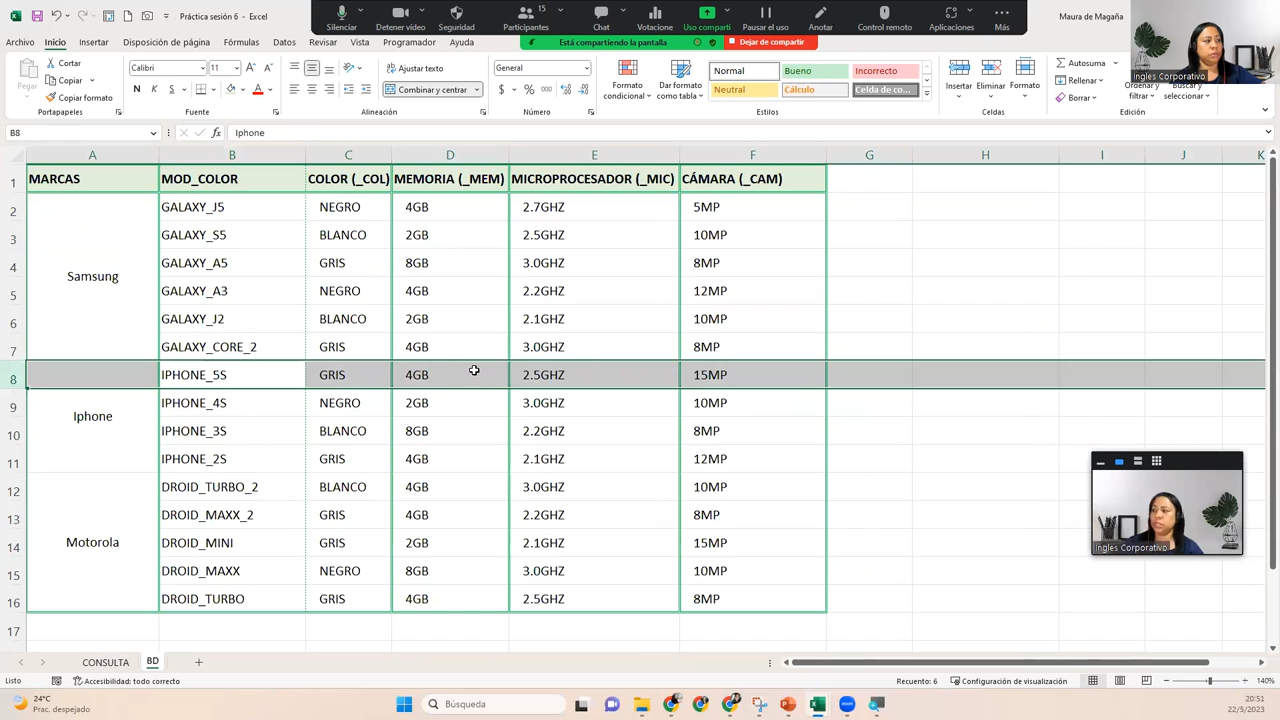 Práctica sesión 6 - Excel
Silenciar
Detener video
Seguridad
15
Participantes
Chat
Votacione
Uso comparti
Pausar el uso
Anotar
Control remoto
Aplicaciones
Más
Maura de Magaña
Está compartiendo la pantalla
Dejar de compartir
Inicio
Insertar
Disposición de página
Fórmulas
Datos
Revisar
Vista
Programador
Ayuda
Ingles Corporativo
Pegar
Cortar
Copiar
Copiar formato
Portapapeles
Calibri
11
N K S
Fuente
Ajustar texto
Combinar y centrar
Alineación
General
$ %
Número
Formato condicional
Dar formato como tabla
Normal
Bueno
Incorrecto
Neutral
Cálculo
Celda de co...
Estilos
Insertar
Eliminar
Formato
Celdas
Autosuma
Rellenar
Borrar
Ordenar y filtrar
Buscar y seleccionar
Edición
B8
fx
Iphone
A B C D E F G H I J K
1 MARCAS MOD_COLOR COLOR (_COL) MEMORIA (_MEM) MICROPROCESADOR (_MIC) CÁMARA (_CAM)
2 GALAXY_J5 NEGRO 4GB 2.7GHZ 5MP
3 GALAXY_S5 BLANCO 2GB 2.5GHZ 10MP
4 GALAXY_A5 GRIS 8GB 3.0GHZ 8MP
Samsung
5 GALAXY_A3 NEGRO 4GB 2.2GHZ 12MP
6 GALAXY_J2 BLANCO 2GB 2.1GHZ 10MP
7 GALAXY_CORE_2 GRIS 4GB 3.0GHZ 8MP
8 IPHONE_5S GRIS 4GB 2.5GHZ 15MP
9 IPHONE_4S NEGRO 2GB 3.0GHZ 10MP
Iphone
10 IPHONE_3S BLANCO 8GB 2.2GHZ 8MP
11 IPHONE_2S GRIS 4GB 2.1GHZ 12MP
12 DROID_TURBO_2 BLANCO 4GB 3.0GHZ 10MP
13 DROID_MAXX_2 GRIS 4GB 2.2GHZ 8MP
14 Motorola DROID_MINI GRIS 2GB 2.1GHZ 15MP
15 DROID_MAXX NEGRO 8GB 3.0GHZ 10MP
16 DROID_TURBO GRIS 4GB 2.5GHZ 8MP
17
Ingles Corporativo
CONSULTA
BD
Listo
Accesibilidad: todo correcto
Recuento: 6
Configuración de visualización
140%
24°C
Parc. despejado
Búsqueda
20:51
22/5/2023